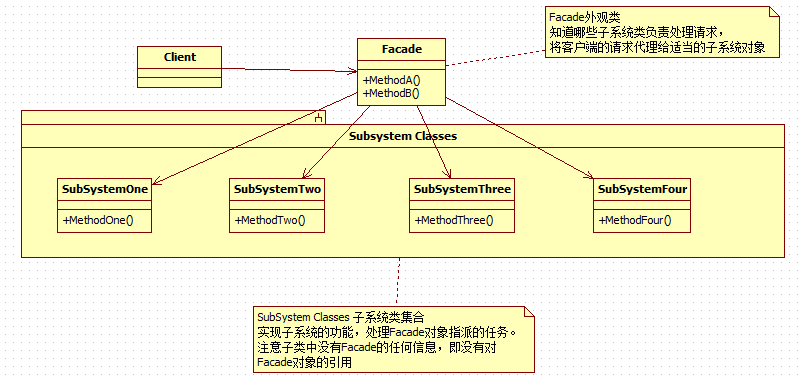 Facade外观类
知道哪些子系统类负责处理请求，
将客户端的请求代理给适当的子系统对象
Client
Facade
+MethodA()
+MethodB()
Subsystem Classes
SubSystemOne
+MethodOne()
SubSystemTwo
+MethodTwo()
SubSystemThree
+MethodThree()
SubSystemFour
+MethodFour()
SubSystem Classes 子系统类集合
实现子系统的功能，处理Facade对象指派的任务。
注意子类中没有Facade的任何信息，即没有对
Facade对象的引用